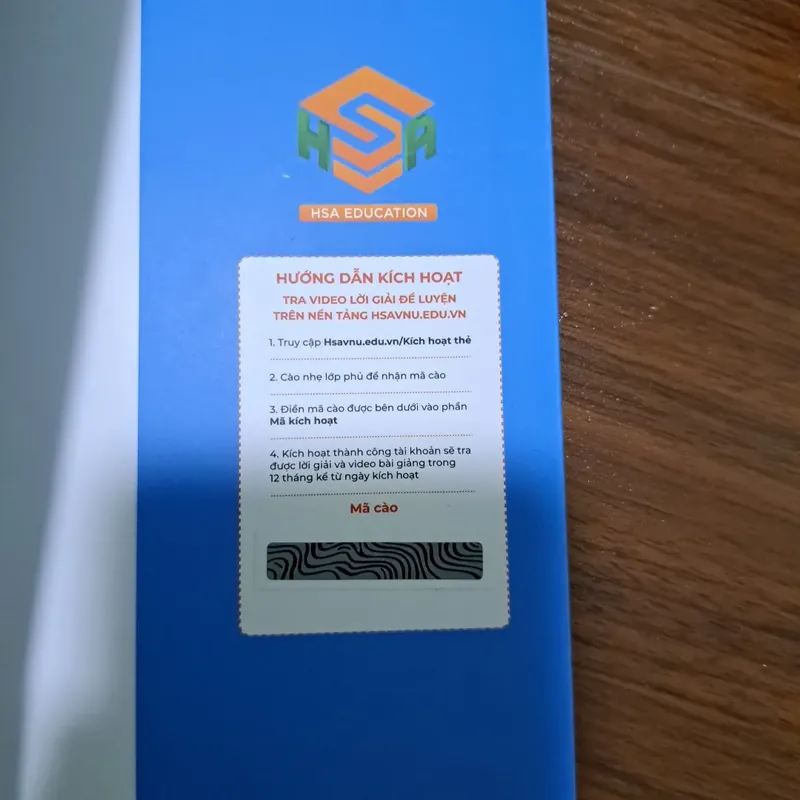 HSA
HSA EDUCATION
HƯỚNG DẪN KÍCH HOẠT
TRA VIDEO LỜI GIẢI ĐỀ LUYỆN
TRÊN NỀN TẢNG HSAVNU.EDU.VN
1. Truy cập Hsavnu.edu.vn/Kích hoạt thẻ
2. Cào nhẹ lớp phủ để nhận mã cào
3. Điền mã cào được bên dưới vào phần
Mã kích hoạt
4. Kích hoạt thành công tài khoản sẽ tra
được lời giải và video bài giảng trong
12 tháng kể từ ngày kích hoạt
Mã cào